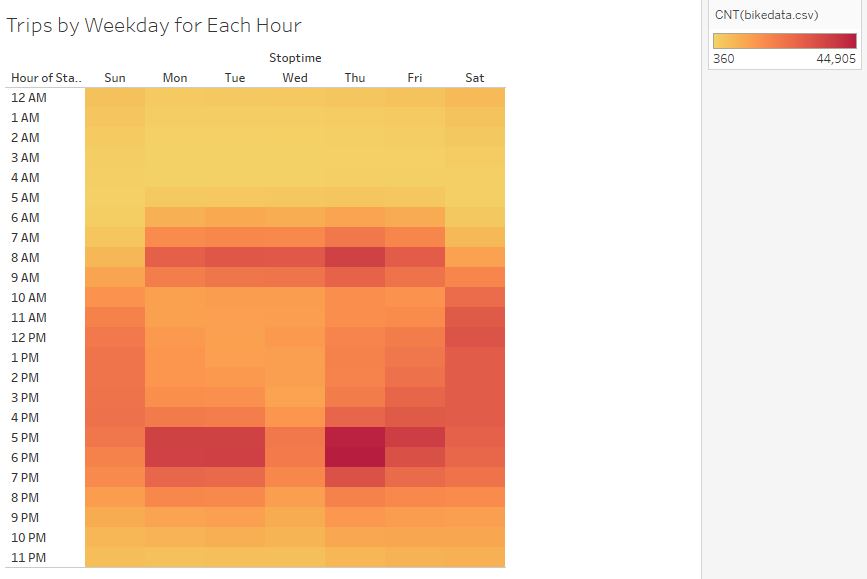 Trips by Weekday for Each Hour
CNT(bikedata.csv)
360 44,905
Stoptime
Hour of Sta.. Sun Mon Tue Wed Thu Fri Sat
12 AM
1 AM
2 AM
3 AM
4 AM
5 AM
6 AM
7 AM
8 AM
9 AM
10 AM
11 AM
12 PM
1 PM
2 PM
3 PM
4 PM
5 PM
6 PM
7 PM
8 PM
9 PM
10 PM
11 PM